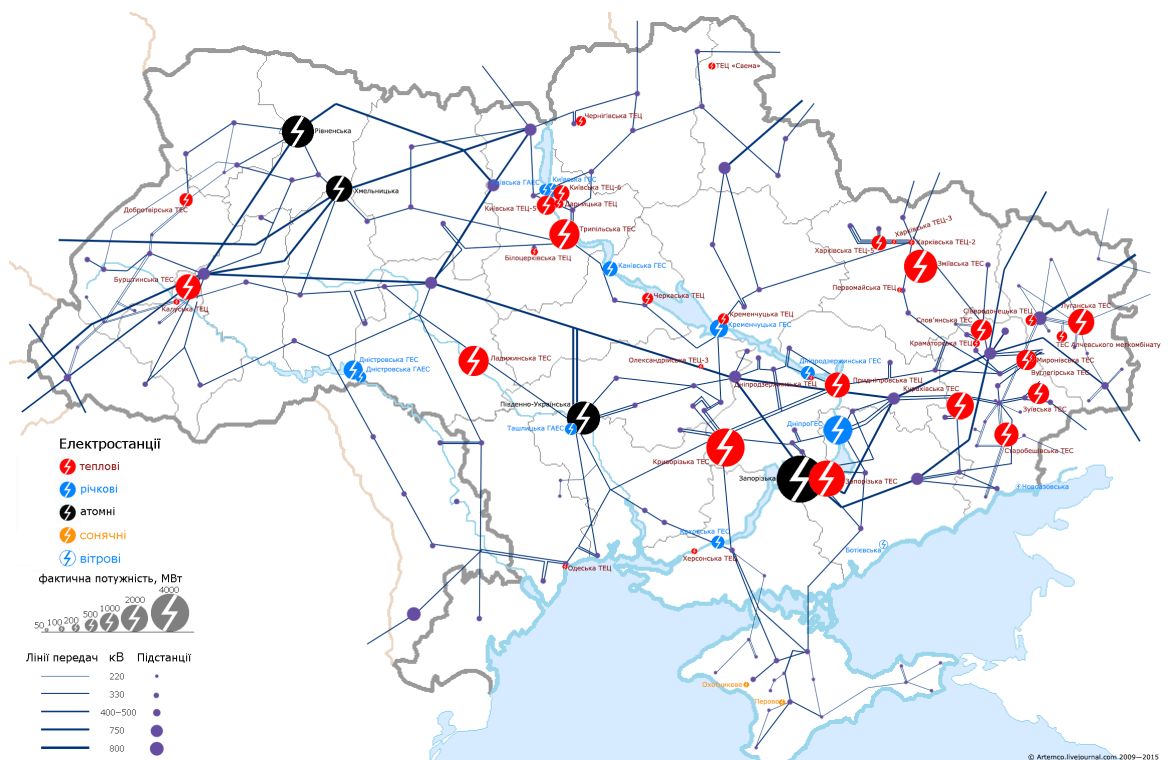 ТЕЦ «Свема»
Чернігівська ТЕЦ
Рівненська
Хмельницька
Київська ГАЕС
Київська ГЕС
Київська ТЕЦ-6
Дарницька ТЕЦ
Київська ТЕЦ-5
Добротвірська ТЕС
Трипільська ТЕС
Білоцерківська ТЕЦ
Канівська ГЕС
Харківська ТЕЦ-3
Харківська ТЕЦ-2
Харківська ТЕЦ-5
Зміївська ТЕС
Бурштинська ТЕС
Калуська ТЕЦ
Первомайська ТЕЦ
Черкаська ТЕЦ
Кременчуцька ТЕЦ
Кременчуцька ГЕС
Сєвєродонецька ТЕЦ
Луганська ТЕС
Слов'янська ТЕС
Краматорська ТЕЦ
ТЕС Алчевського меткомбінату
Миронівська ТЕС
Вуглегірська ТЕС
Дністровська ГЕС
Дністровська ГАЕС
Ладижинська ТЕС
Олександрійська ТЕЦ-3
Дніпродзержинська ГЕС
Дніпродзержинська ТЕЦ
Придніпровська ТЕС
Курахівська ТЕС
Зуївська ТЕС
Південно-Українська
Ташлицька ГАЕС
ДніпроГЕС
Старобешівська ТЕС
Криворізька ТЕС
Запорізька
Запорізька ТЕС
Новоазовська
Каховська ГЕС
Херсонська ТЕЦ
Ботієвська
Одеська ТЕЦ
Охотникове
Перово
Електростанції
теплові
річкові
атомні
сонячні
вітрові
фактична потужність, МВт
50 100 200 500 1000 2000 4000
Лінії передач кВ Підстанції
220
330
400—500
750
800
© Artemco.livejournal.com 2009—2015